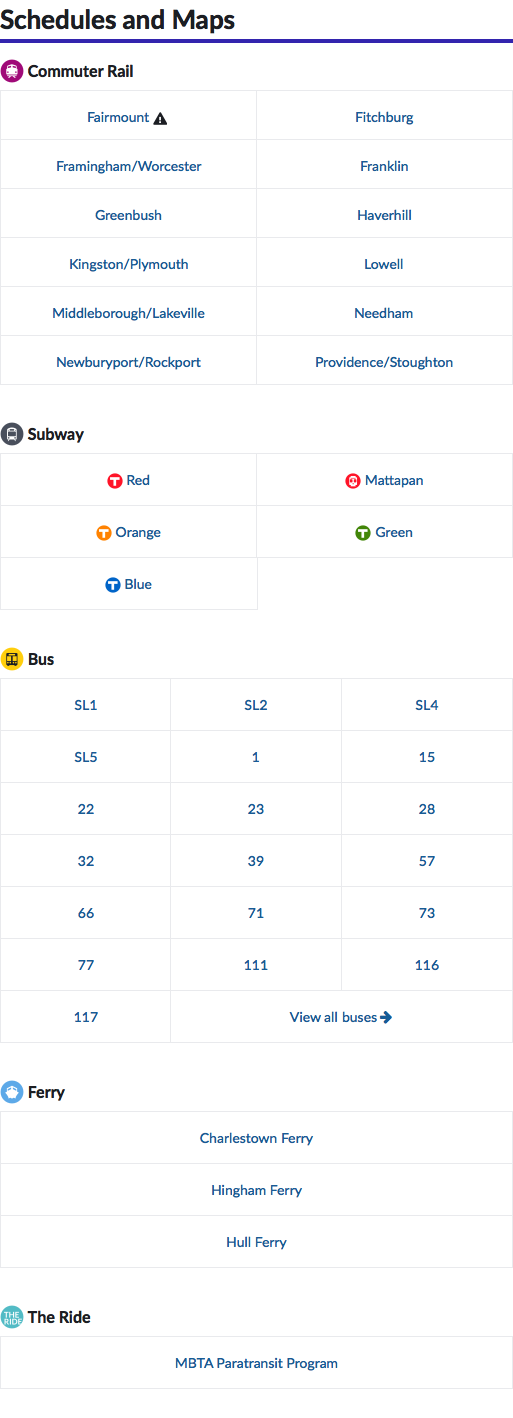 Schedules and Maps
Commuter Rail
Fairmount Fitchburg
Framingham/Worcester Franklin
Greenbush Haverhill
Kingston/Plymouth Lowell
Middleborough/Lakeville Needham
Newburyport/Rockport Providence/Stoughton
Subway
T Red Mattapan
T Orange T Green
T Blue
Bus
SL1 SL2 SL4
SL5 1 15
22 23 28
32 39 57
66 71 73
77 111 116
117 View all buses
Ferry
Charlestown Ferry
Hingham Ferry
Hull Ferry
THE RIDE The Ride
MBTA Paratransit Program